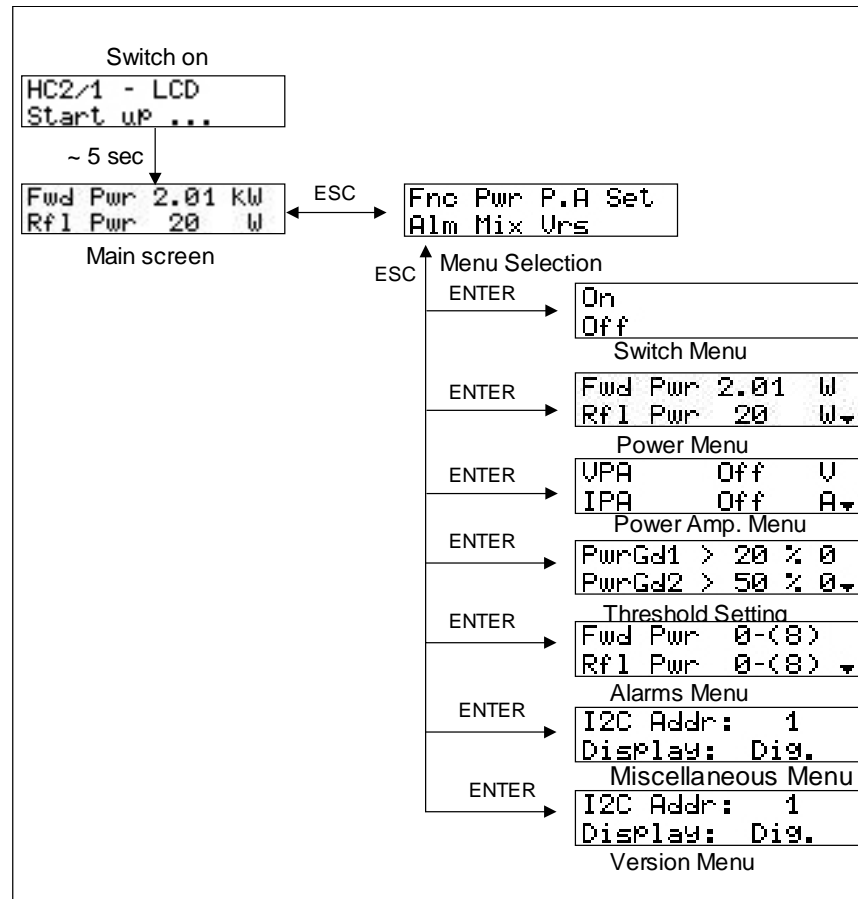 Switch on
HC2/1 - LCD
Start up ...
~ 5 sec
Fwd Pwr 2.01 KW
Rfl Pwr 20 W
Main screen
ESC
Fnc Pwr P.A Set
Alm Mix Vrs
Menu Selection
ESC
ENTER
On
Off
Switch Menu
ENTER
Fwd Pwr 2.01 W
Rfl Pwr 20 W
Power Menu
ENTER
VPA Off V
IPA Off A
Power Amp. Menu
ENTER
PwrGd1 > 20 % 0
PwrGd2 > 50 % 0
Threshold Setting
ENTER
Fwd Pwr 0-(8)
Rfl Pwr 0-(8)
Alarms Menu
ENTER
I2C Addr: 1
Display: Dig.
Miscellaneous Menu
ENTER
I2C Addr: 1
Display: Dig.
Version Menu